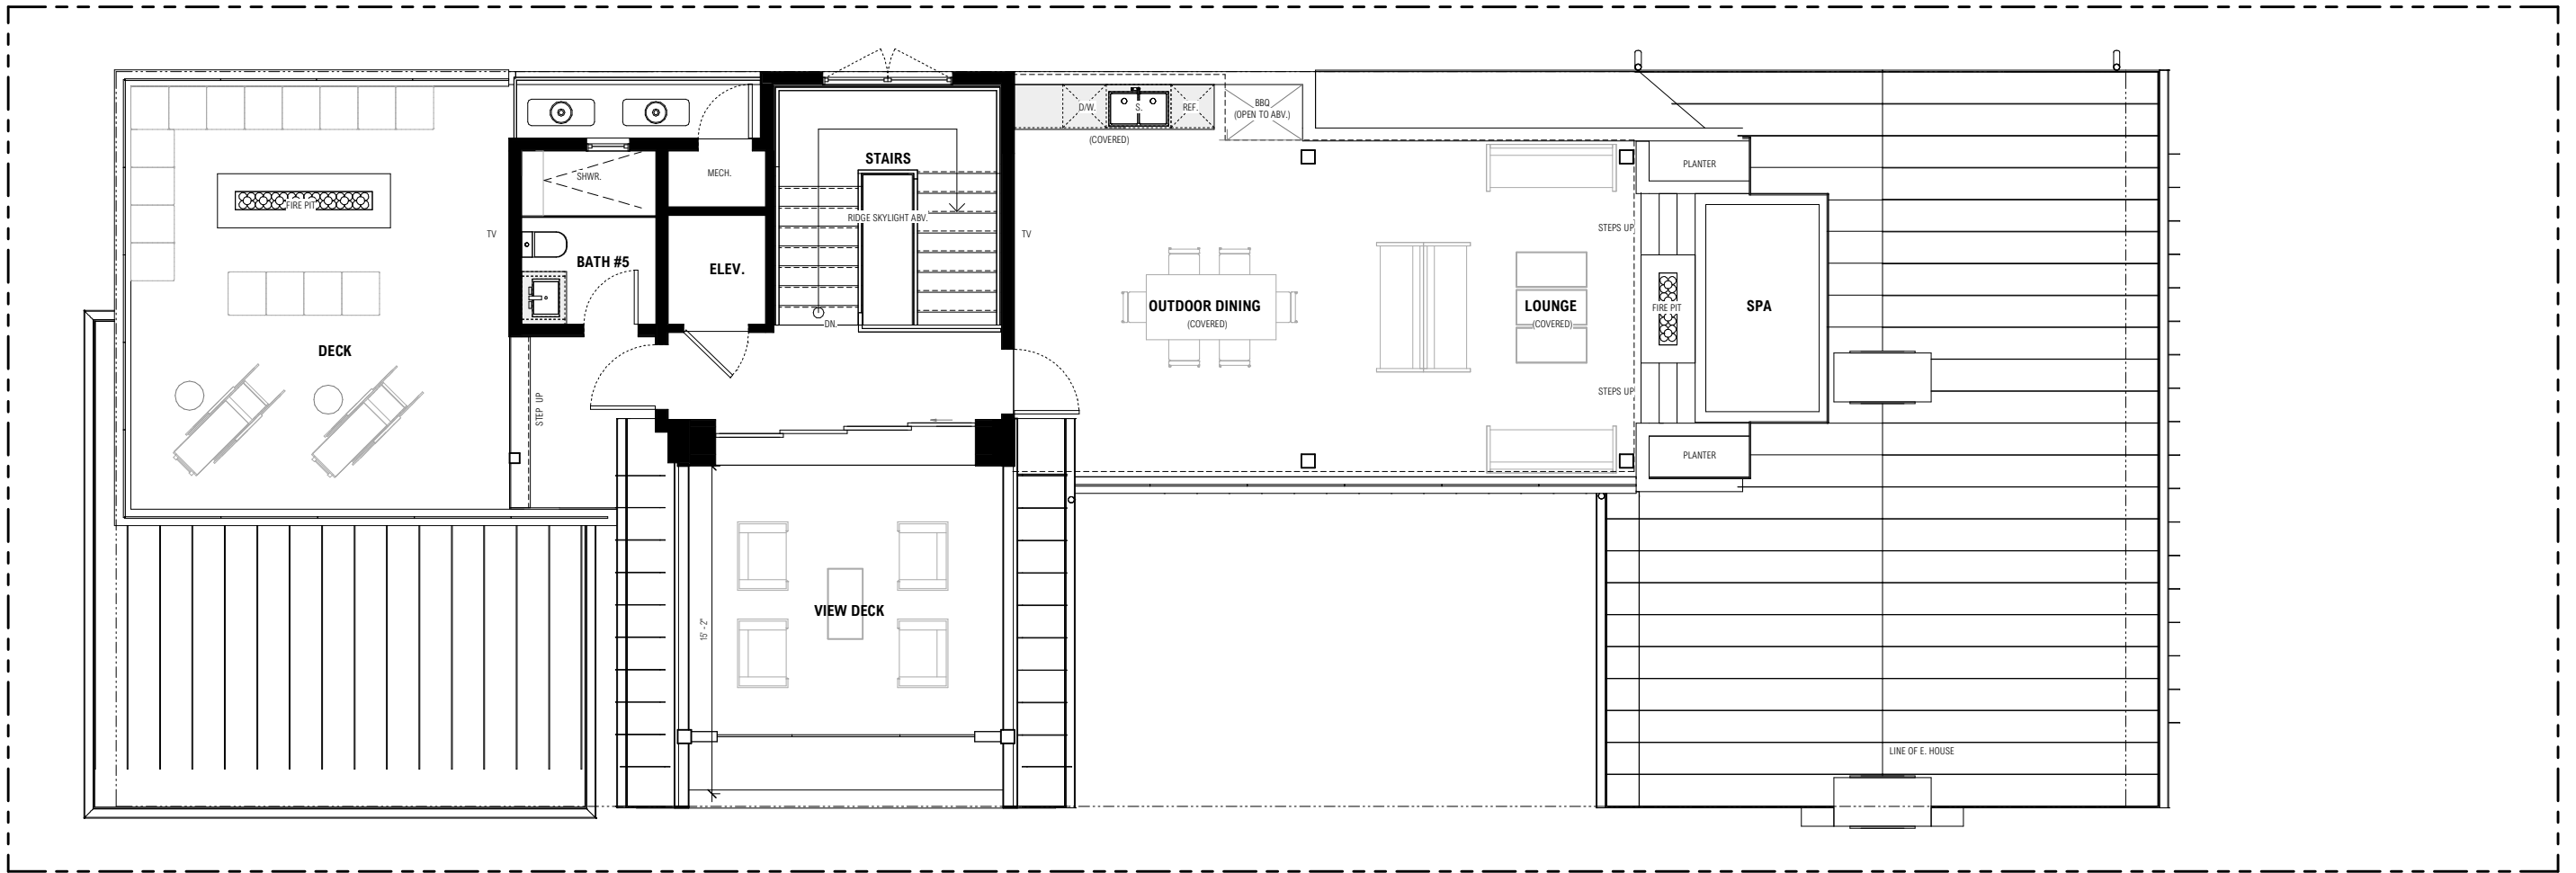 D/W.
S.
REF.
BBQ
(OPEN TO ABV.)
(COVERED)
STAIRS
PLANTER
SHWR.
MECH.
FIRE PIT
RIDGE SKYLIGHT ABV.
TV
TV
STEPS UP
BATH #5
ELEV.
OUTDOOR DINING
(COVERED)
LOUNGE
(COVERED)
FIRE PIT
SPA
DN.
DECK
STEP UP
STEPS UP
PLANTER
VIEW DECK
15' - 2"
LINE OF E. HOUSE